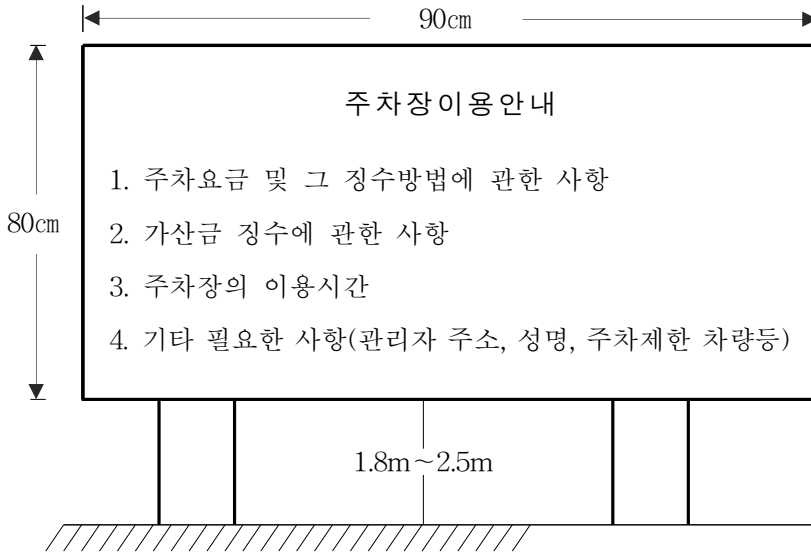 90㎝
주차장이용안내
1. 주차요금 및 그 징수방법에 관한 사항
2. 가산금 징수에 관한 사항
80㎝
3. 주차장의 이용시간
4. 기타 필요한 사항(관리자 주소, 성명, 주차제한 차량등)
1.8m∼2.5m